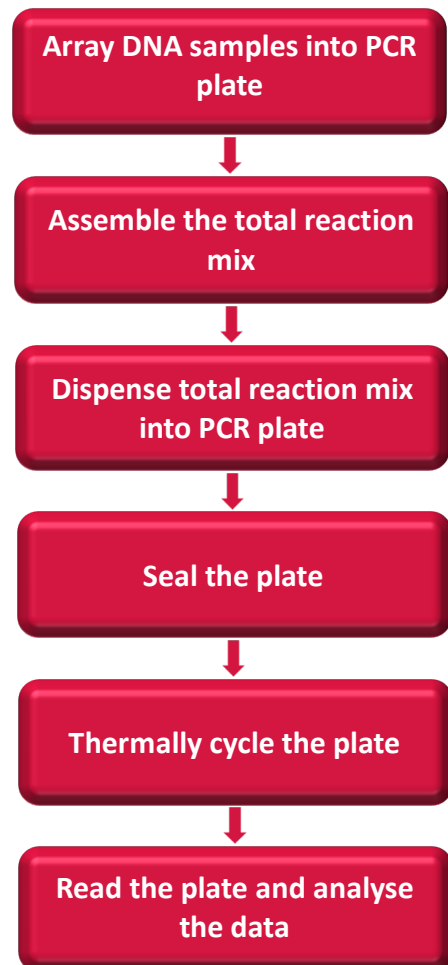 Array DNA samples into PCR
plate
Assemble the total reaction
mix
Dispense total reaction mix
into PCR plate
Seal the plate
Thermally cycle the plate
Read the plate and analyse
the data